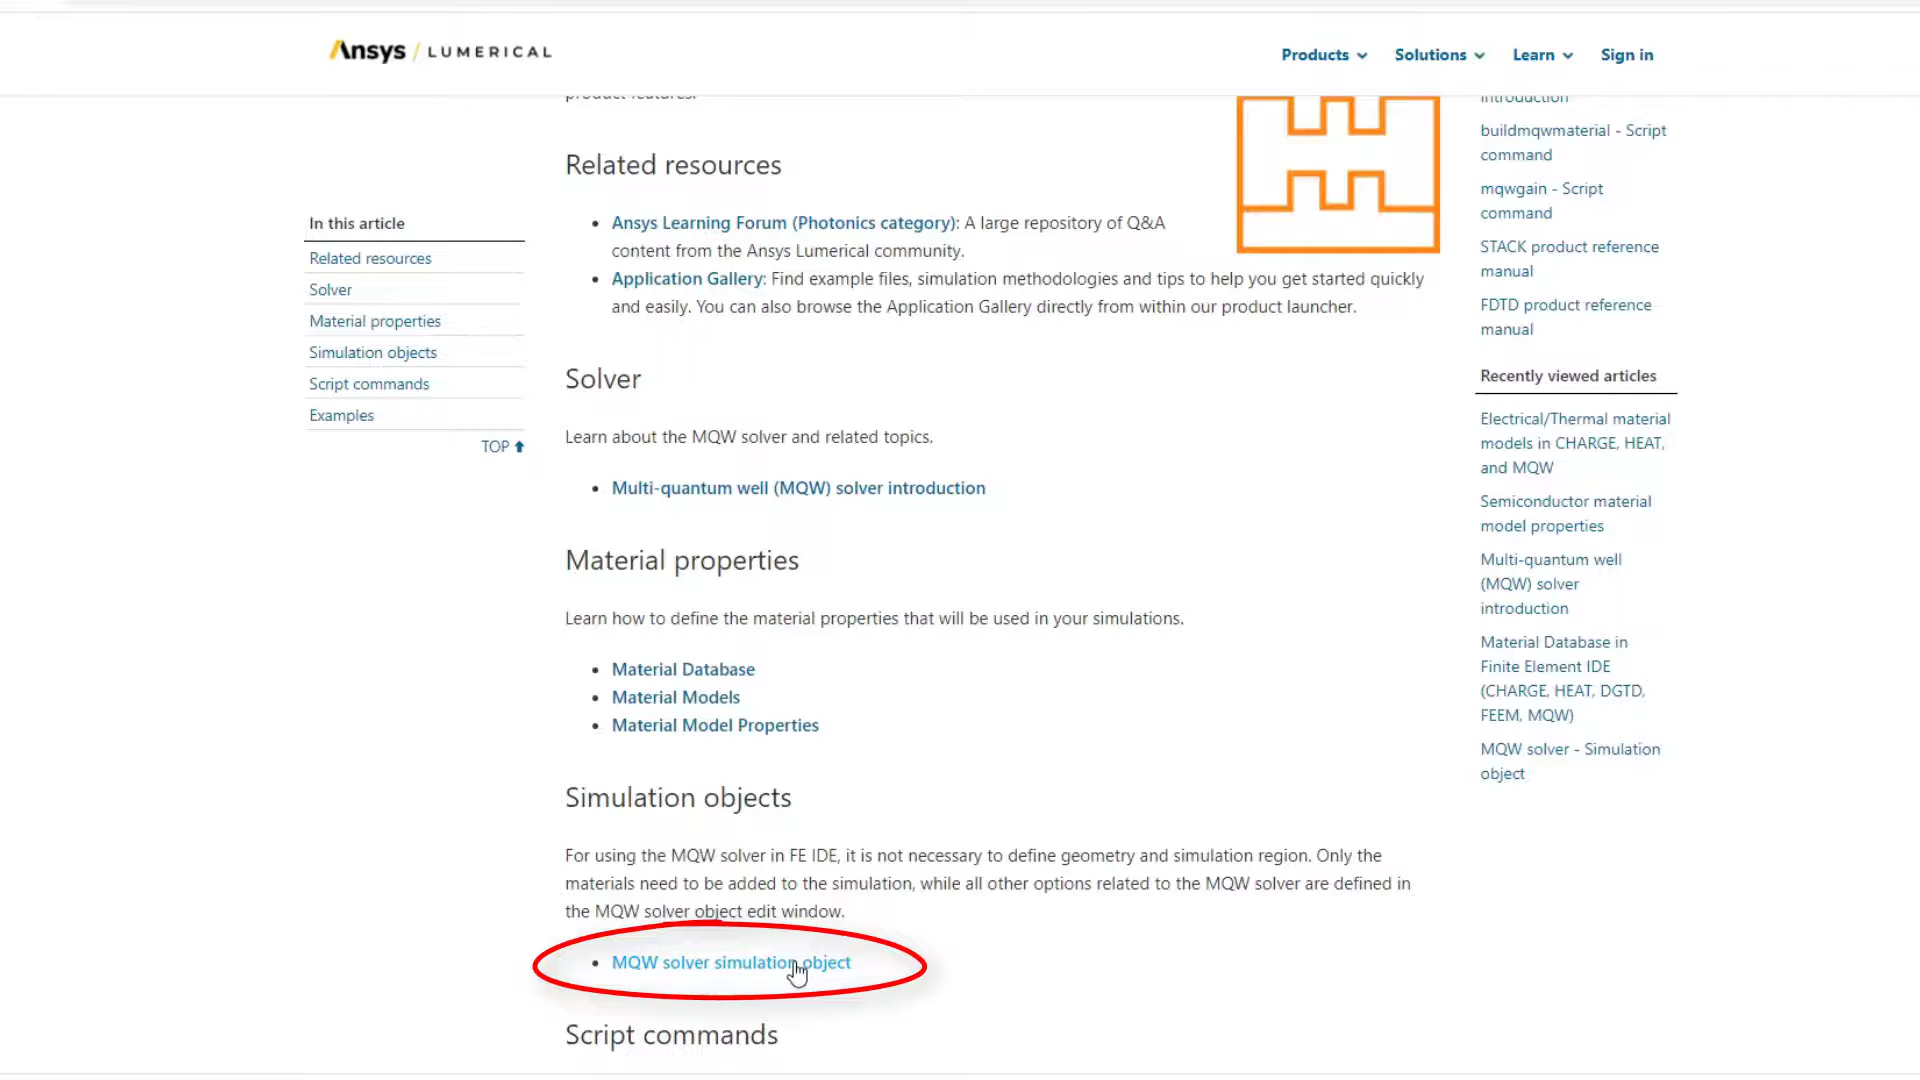 Ansys / LUMERICAL
Products
Solutions
Learn
Sign in
product features.
Related resources
• Ansys Learning Forum (Photonics category): A large repository of Q&A
content from the Ansys Lumerical community.
• Application Gallery: Find example files, simulation methodologies and tips to help you get started quickly
and easily. You can also browse the Application Gallery directly from within our product launcher.
In this article
Related resources
Solver
Material properties
Simulation objects
Script commands
Examples
TOP
Solver
Learn about the MQW solver and related topics.
• Multi-quantum well (MQW) solver introduction
Material properties
Learn how to define the material properties that will be used in your simulations.
• Material Database
• Material Models
• Material Model Properties
Simulation objects
For using the MQW solver in FE IDE, it is not necessary to define geometry and simulation region. Only the
materials need to be added to the simulation, while all other options related to the MQW solver are defined in
the MQW solver object edit window.
• MQW solver simulation object
Script commands
introduction
buildmqwmaterial - Script
command
mqwgain - Script
command
STACK product reference
manual
FDTD product reference
manual
Recently viewed articles
Electrical/Thermal material
models in CHARGE, HEAT,
and MQW
Semiconductor material
model properties
Multi-quantum well
(MQW) solver
introduction
Material Database in
Finite Element IDE
(CHARGE, HEAT, DGTD,
FEEM, MQW)
MQW solver - Simulation
object